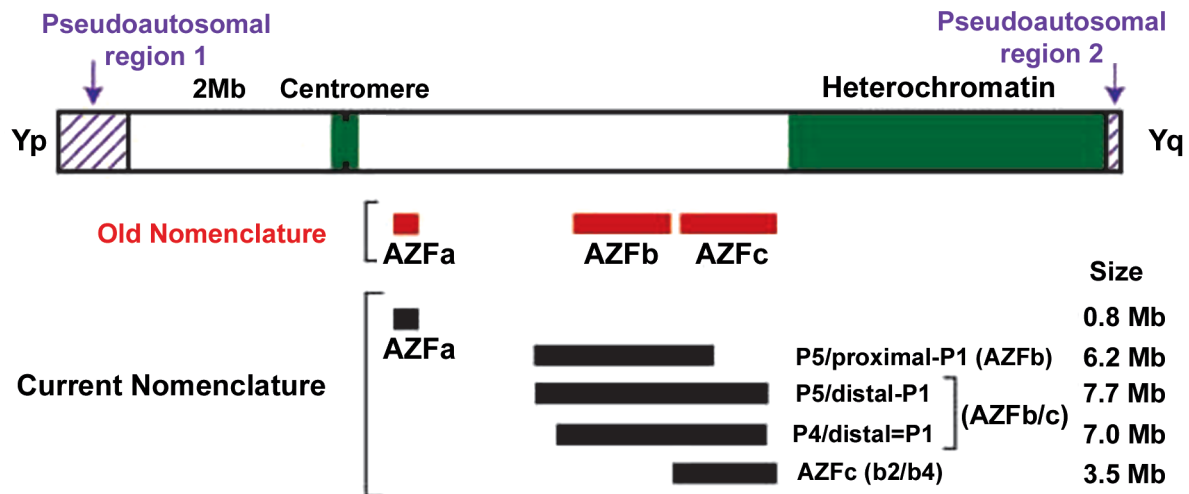 Pseudoautosomal
region 1
Pseudoautosomal
region 2
2Mb
Centromere
Heterochromatin
Yp
Yq
Old Nomenclature
AZFa
AZFb
AZFc
Size
AZFa
0.8 Mb
Current Nomenclature
P5/proximal-P1 (AZFb)
6.2 Mb
P5/distal-P1
7.7 Mb
(AZFb/c)
P4/distal=P1
7.0 Mb
AZFc (b2/b4)
3.5 Mb